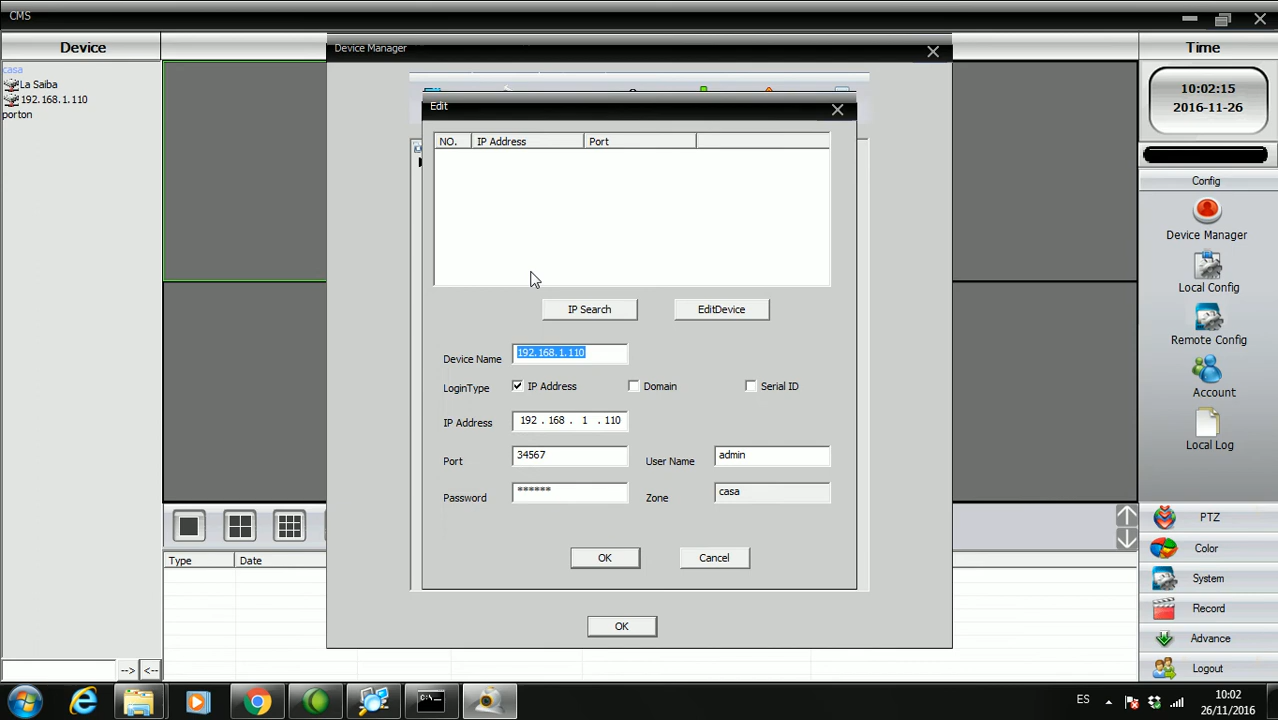 CMS
Device
Device Manager
Time
casa
La Saiba
192.168.1.110
porton
Edit
NO. IP Address Port
IP Search EditDevice
Device Name 192.168.1.110
LoginType IP Address Domain Serial ID
IP Address 192 . 168 . 1 . 110
Port 34567 User Name admin
Password ****** Zone casa
OK Cancel
OK
10:02:15
2016-11-26
Config
Device Manager
Local Config
Remote Config
Account
Local Log
PTZ
Color
System
Record
Advance
Logout
Type Date
--> <--
ES 10:02
26/11/2016